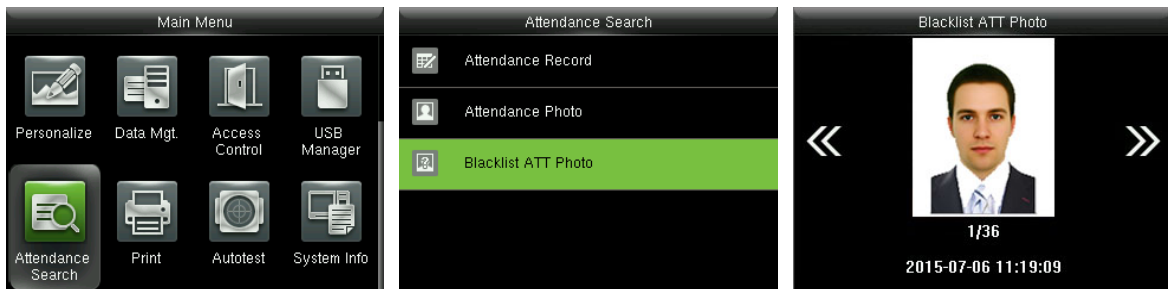 Main Menu
Personalize
Data Mgt.
Access
Control
USB
Manager
Attendance
Search
Print
Autotest
System Info
Attendance Search
Attendance Record
Attendance Photo
Blacklist ATT Photo
Blacklist ATT Photo
1/36
2015-07-06 11:19:09